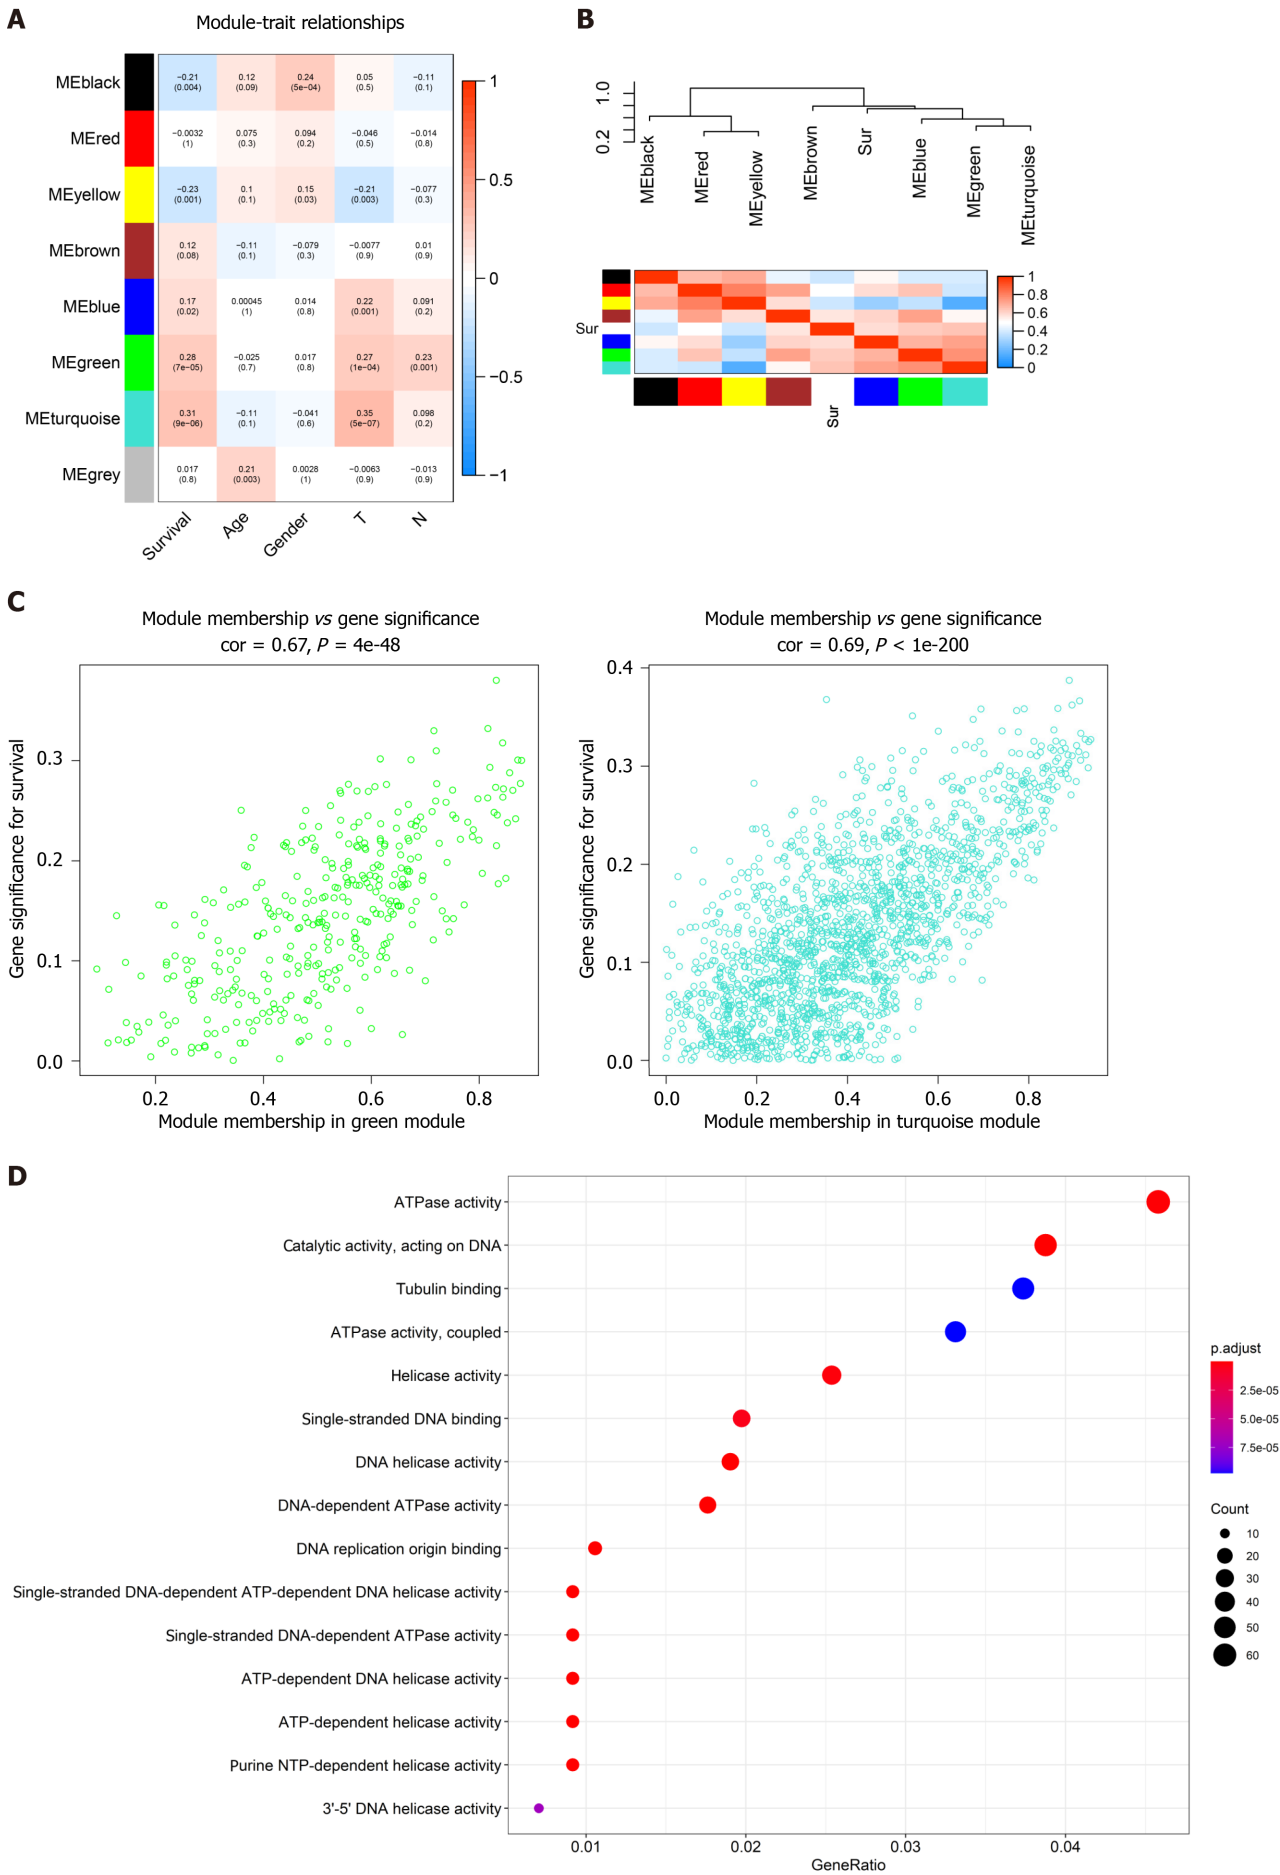 A
Module-trait relationships
MEblack
−0.21 0.12 0.24 0.05 −0.11
(0.004) (0.09) (5e−04) (0.5) (0.1)
MEred
−0.0032 0.075 0.094 −0.046 −0.014
(1) (0.3) (0.2) (0.5) (0.8)
MEyellow
−0.23 0.1 0.15 −0.21 −0.077
(0.001) (0.1) (0.03) (0.003) (0.3)
MEbrown
0.12 −0.11 −0.079 −0.0077 0.01
(0.08) (0.1) (0.3) (0.9) (0.9)
MEblue
0.17 0.00045 0.014 0.22 0.091
(0.02) (1) (0.8) (0.001) (0.2)
MEgreen
0.28 −0.025 0.017 0.27 0.23
(7e−05) (0.7) (0.8) (1e−04) (0.001)
MEturquoise
0.31 −0.11 −0.041 0.35 0.098
(9e−06) (0.1) (0.6) (5e−07) (0.2)
MEgrey
0.017 0.21 0.0028 −0.0063 −0.013
(0.8) (0.003) (1) (0.9) (0.9)
Survival Age Gender T N
1
0.5
0
−0.5
−1
B
1.0
0.2
MEblack MEred MEyellow MEbrown Sur MEblue MEgreen MEturquoise
Sur
Sur
1
0.8
0.6
0.4
0.2
0
C
Module membership vs gene significance
cor = 0.67, P = 4e-48
Gene significance for survival
0.3
0.2
0.1
0.0
0.2 0.4 0.6 0.8
Module membership in green module
Module membership vs gene significance
cor = 0.69, P < 1e-200
Gene significance for survival
0.4
0.3
0.2
0.1
0.0
0.0 0.2 0.4 0.6 0.8
Module membership in turquoise module
D
ATPase activity
Catalytic activity, acting on DNA
Tubulin binding
ATPase activity, coupled
Helicase activity
Single-stranded DNA binding
DNA helicase activity
DNA-dependent ATPase activity
DNA replication origin binding
Single-stranded DNA-dependent ATP-dependent DNA helicase activity
Single-stranded DNA-dependent ATPase activity
ATP-dependent DNA helicase activity
ATP-dependent helicase activity
Purine NTP-dependent helicase activity
3'-5' DNA helicase activity
0.01 0.02 0.03 0.04
GeneRatio
p.adjust
2.5e-05
5.0e-05
7.5e-05
Count
10
20
30
40
50
60